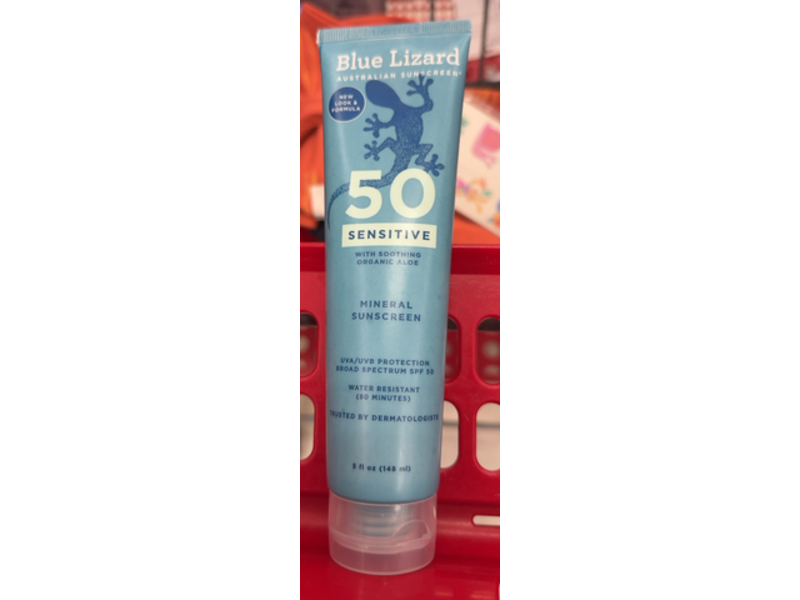 Blue Lizard
AUSTRALIAN SUNSCREEN
NEW
LOOK &
FORMULA
50
SENSITIVE
WITH SOOTHING
ORGANIC ALOE
MINERAL
SUNSCREEN
UVA/UVB PROTECTION
BROAD SPECTRUM SPF 50
WATER RESISTANT
(80 MINUTES)
TRUSTED BY DERMATOLOGISTS
5 fl oz (148 ml)